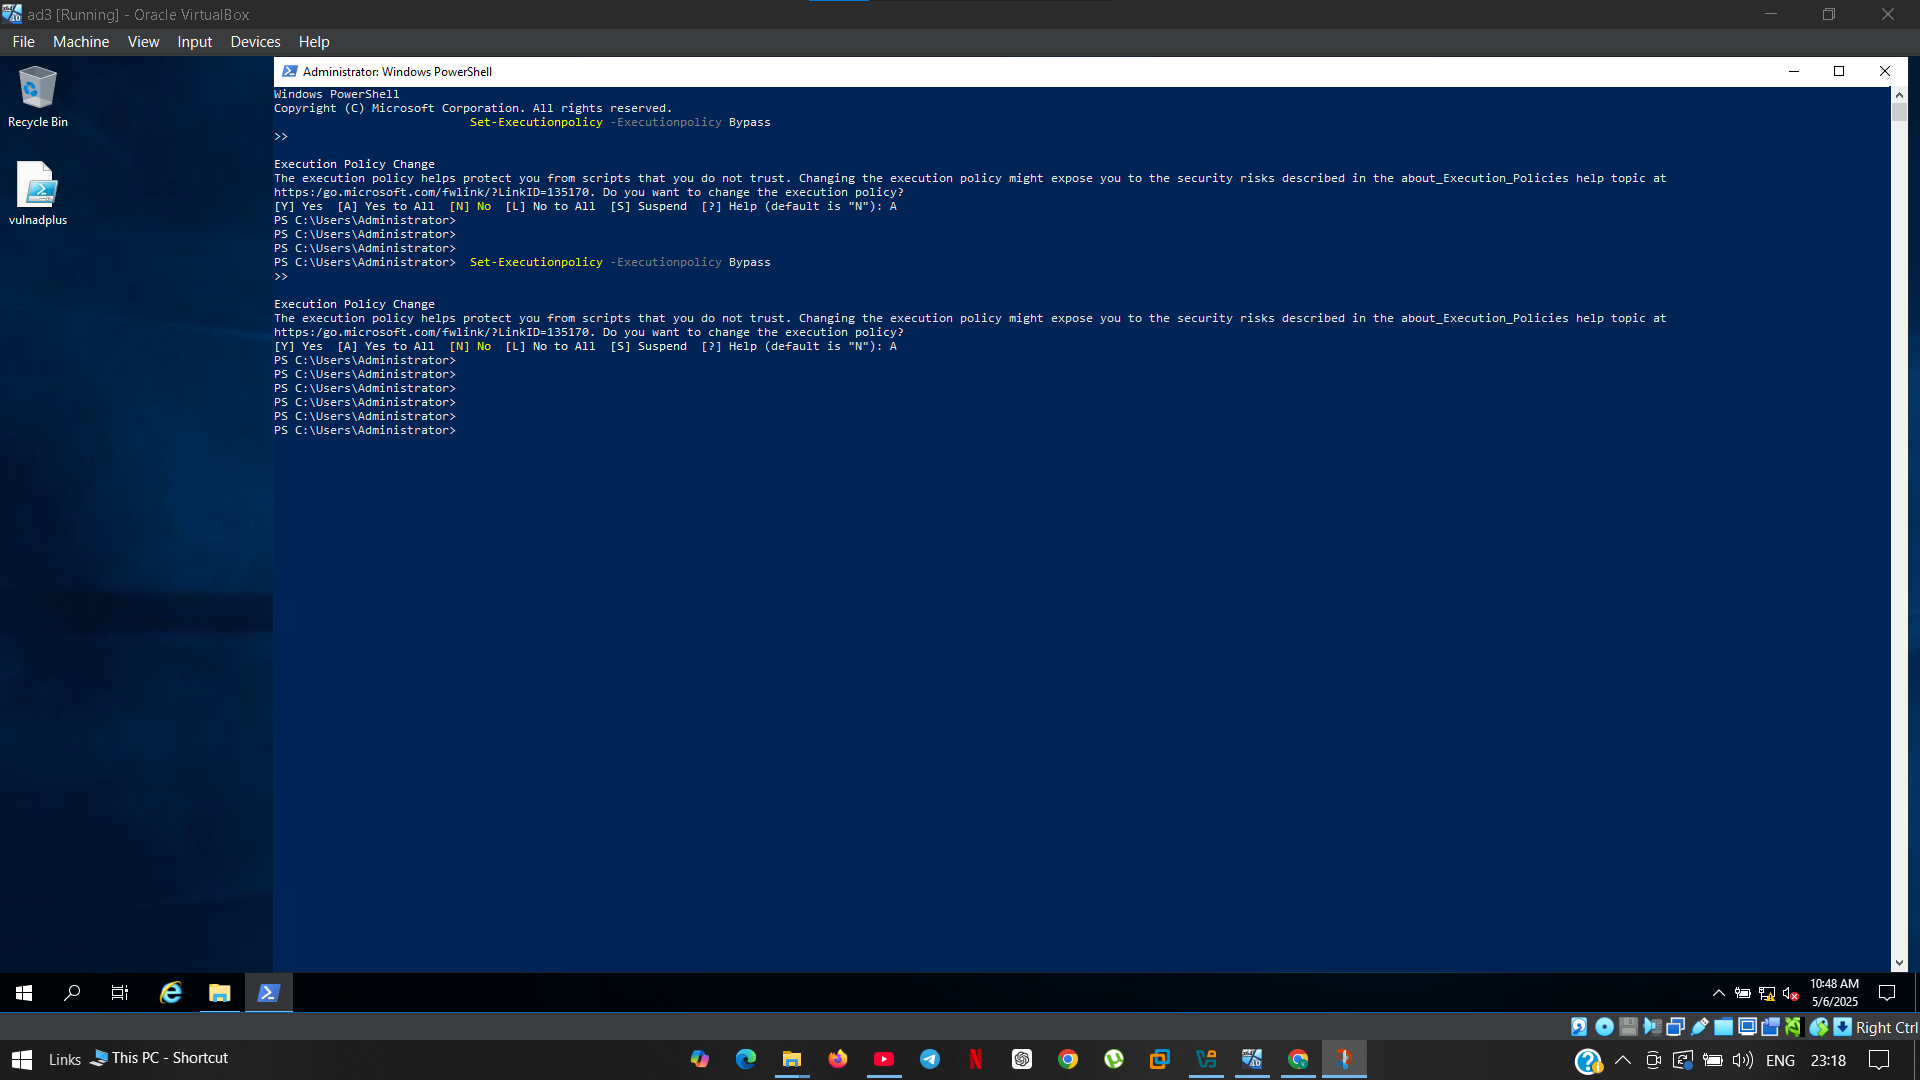 ad3 [Running] - Oracle VirtualBox
File Machine View Input Devices Help
Recycle Bin
vulnadplus
Administrator: Windows PowerShell
Windows PowerShell
Copyright (C) Microsoft Corporation. All rights reserved.
Set-Executionpolicy -Executionpolicy Bypass
>>
Execution Policy Change
The execution policy helps protect you from scripts that you do not trust. Changing the execution policy might expose you to the security risks described in the about_Execution_Policies help topic at
https:/go.microsoft.com/fwlink/?LinkID=135170. Do you want to change the execution policy?
[Y] Yes [A] Yes to All [N] No [L] No to All [S] Suspend [?] Help (default is "N"): A
PS C:\Users\Administrator>
PS C:\Users\Administrator>
PS C:\Users\Administrator>
PS C:\Users\Administrator> Set-Executionpolicy -Executionpolicy Bypass
>>
Execution Policy Change
The execution policy helps protect you from scripts that you do not trust. Changing the execution policy might expose you to the security risks described in the about_Execution_Policies help topic at
https:/go.microsoft.com/fwlink/?LinkID=135170. Do you want to change the execution policy?
[Y] Yes [A] Yes to All [N] No [L] No to All [S] Suspend [?] Help (default is "N"): A
PS C:\Users\Administrator>
PS C:\Users\Administrator>
PS C:\Users\Administrator>
PS C:\Users\Administrator>
PS C:\Users\Administrator>
PS C:\Users\Administrator>
10:48 AM
5/6/2025
Right Ctrl
Links This PC - Shortcut
ENG 23:18